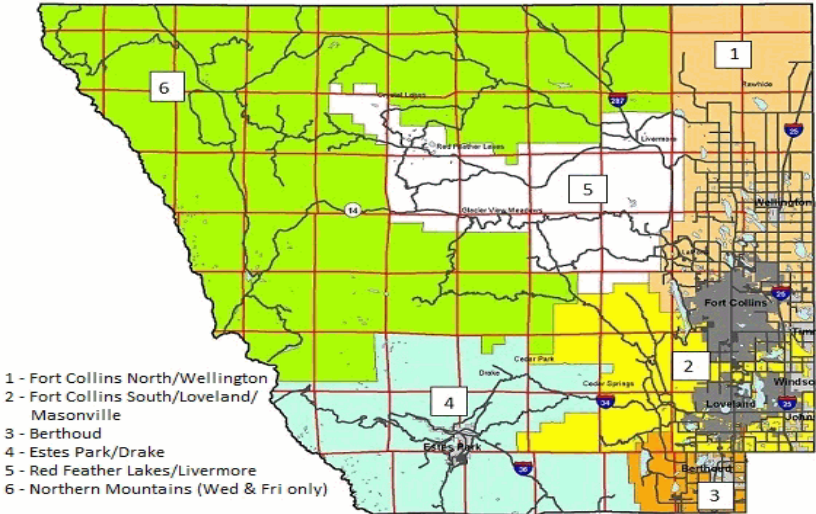 1
6
Rawhide
Crystal Lakes
287
25
Livermore
Red Feather Lakes
5
Wellington
14
Glacier View Meadows
LaPorte
25
Fort Collins
Cedar Park
2
1 - Fort Collins North/Wellington
Drake
Windso
2 - Fort Collins South/Loveland/
Masonville
Cedar Springs
4
34
Loveland
25
John
3 - Berthoud
4 - Estes Park/Drake
Estes Park
5 - Red Feather Lakes/Livermore
36
Berthoud
6 - Northern Mountains (Wed & Fri only)
3